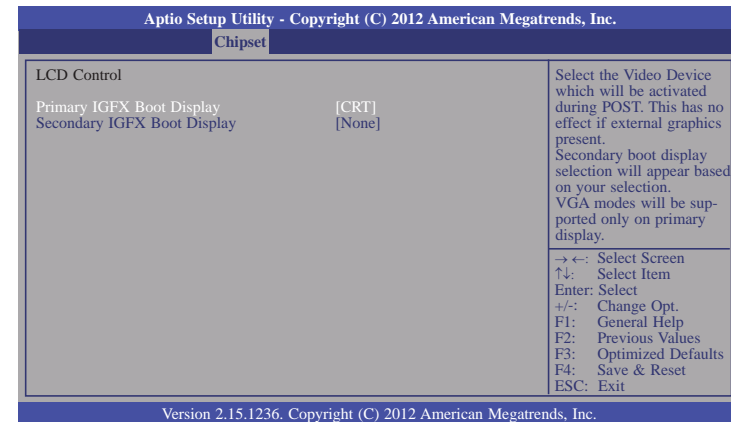 Aptio Setup Utility - Copyright (C) 2012 American Megatrends, Inc.
Chipset
LCD Control
Primary IGFX Boot Display [CRT]
Secondary IGFX Boot Display [None]
Select the Video Device
which will be activated
during POST. This has no
effect if external graphics
present.
Secondary boot display
selection will appear based
on your selection.
VGA modes will be sup-
ported only on primary
display.
→←: Select Screen
↑↓: Select Item
Enter: Select
+/-: Change Opt.
F1: General Help
F2: Previous Values
F3: Optimized Defaults
F4: Save & Reset
ESC: Exit
Version 2.15.1236. Copyright (C) 2012 American Megatrends, Inc.